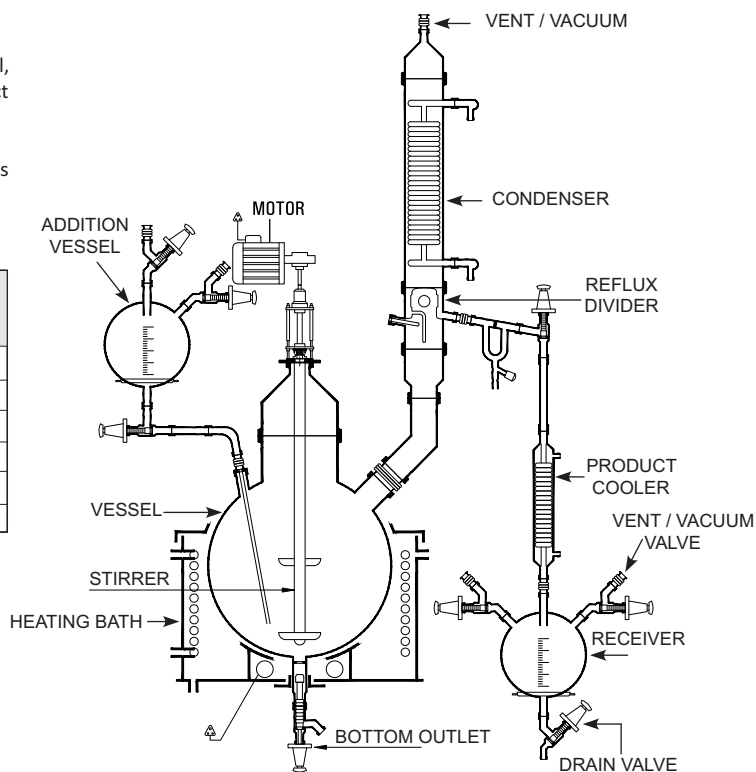 l,
ct
s
VENT / VACUUM
CONDENSER
MOTOR
ADDITION
VESSEL
REFLUX
DIVIDER
PRODUCT
COOLER
VESSEL
VENT / VACUUM
VALVE
STIRRER
HEATING BATH
RECEIVER
BOTTOM OUTLET
DRAIN VALVE